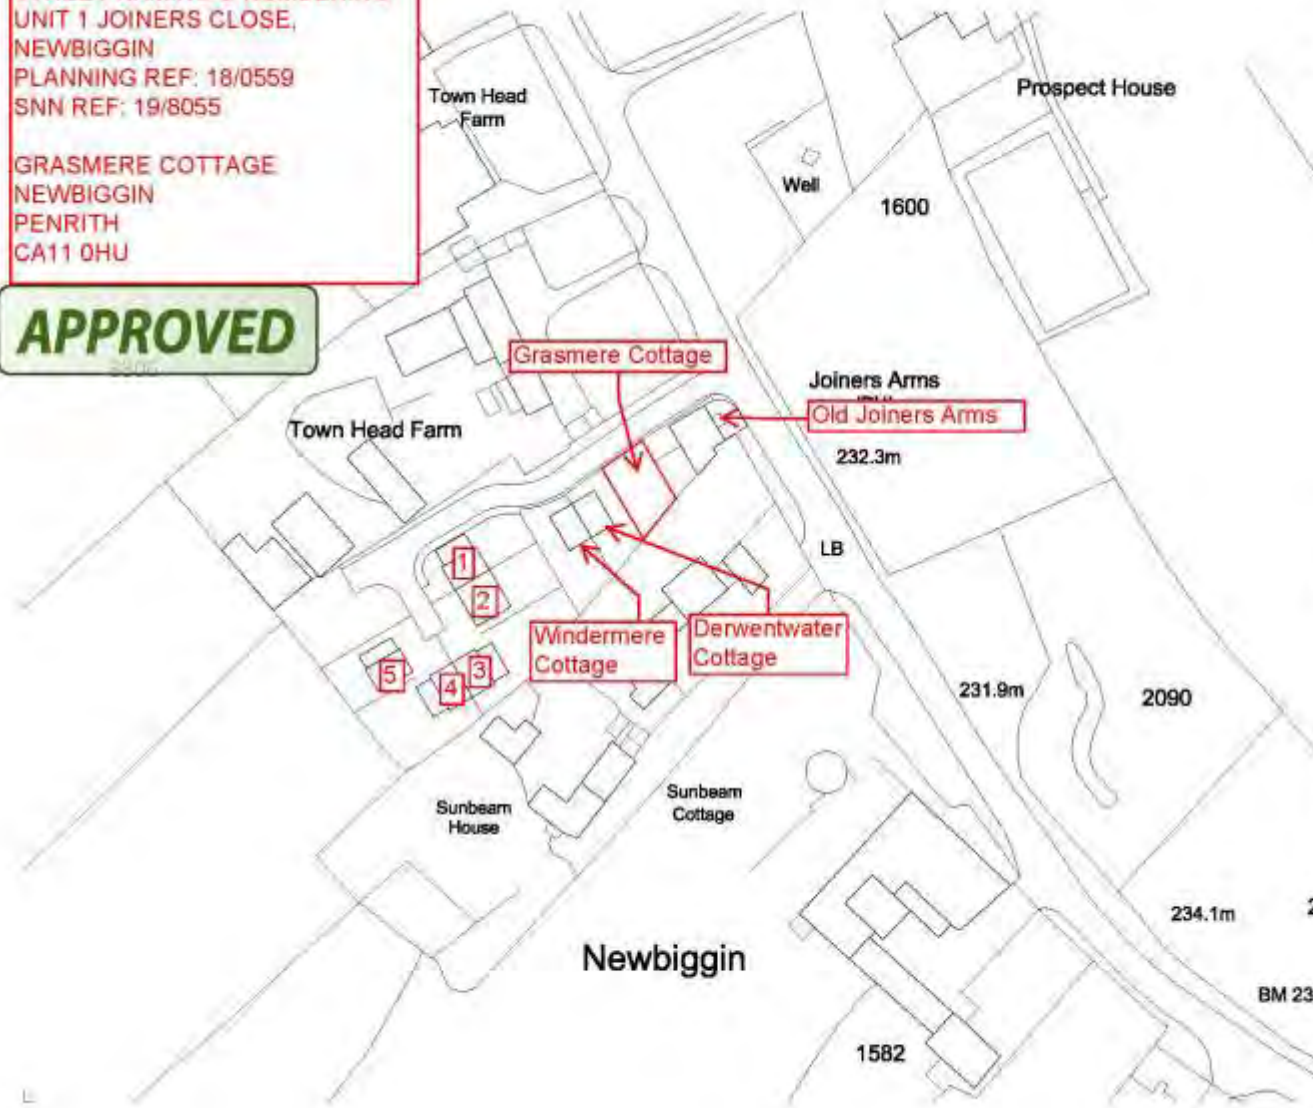 UNIT 1 JOINERS CLOSE,
NEWBIGGIN
PLANNING REF: 18/0559
SNN REF: 19/8055
GRASMERE COTTAGE
NEWBIGGIN
PENRITH
CA11 0HU
APPROVED
Town Head
Farm
Prospect House
Well
1600
Grasmere Cottage
Joiners Arms
Old Joiners Arms
Town Head Farm
232.3m
LB
1
2
Windermere
Cottage
Derwentwater
Cottage
5
4
3
231.9m
2090
Sunbeam
House
Sunbeam
Cottage
234.1m
Newbiggin
BM 23
1582